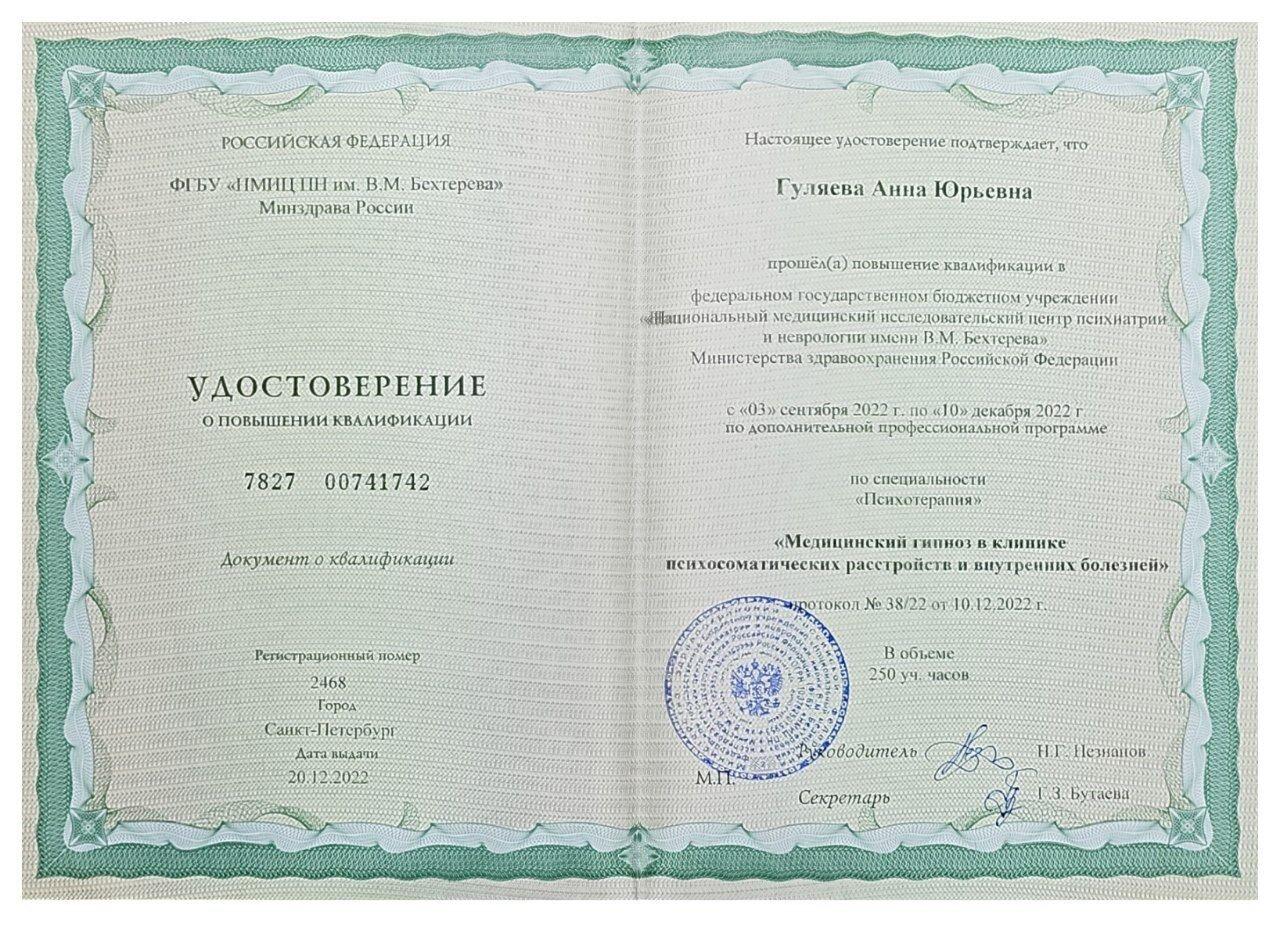 РОССИЙСКАЯ ФЕДЕРАЦИЯ
ФГБУ «НМИЦ ПН им. В.М. Бехтерева»
Минздрава России
УДОСТОВЕРЕНИЕ
О ПОВЫШЕНИИ КВАЛИФИКАЦИИ
7827 00741742
Документ о квалификации
Регистрационный номер
2468
Город
Санкт-Петербург
Дата выдачи
20.12.2022
Настоящее удостоверение подтверждает, что
Гуляева Анна Юрьевна
прошёл(а) повышение квалификации в
федеральном государственном бюджетном учреждении
«Национальный медицинский исследовательский центр психиатрии
и неврологии имени В.М. Бехтерева»
Министерства здравоохранения Российской Федерации
с «03» сентября 2022 г. по «10» декабря 2022 г.
по дополнительной профессиональной программе
по специальности
«Психотерапия»
«Медицинский гипноз в клинике
психосоматических расстройств и внутренних болезней»
протокол № 38/22 от 10.12.2022 г.
В объеме
250 уч. часов
Руководитель Н.Г. Незнанов
М.П.
Секретарь Г.З. Бутаева